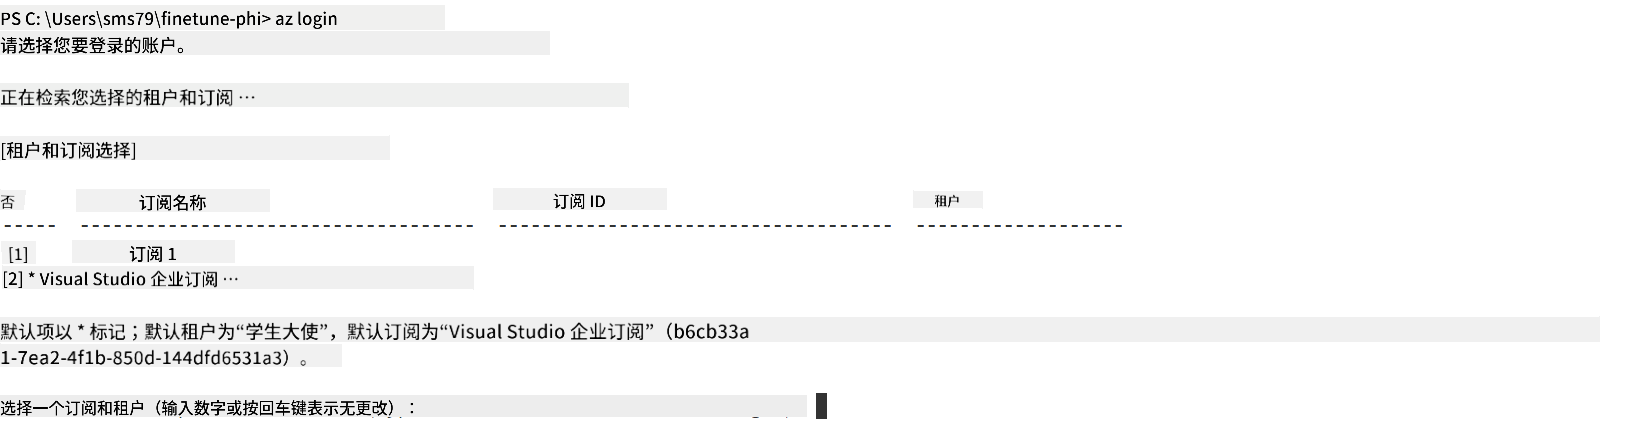 PS C: \Users\sms79\finetune-phi> az login
请选择您要登录的账户。
正在检索您选择的租户和订阅 …
[租户和订阅选择]
否 订阅名称 订阅 ID 租户
----- ---------------------------------- ---------------------------------- ------------------
[1] 订阅 1
[2] * Visual Studio 企业订阅 …
默认项以 * 标记；默认租户为“学生大使”，默认订阅为“Visual Studio 企业订阅”（b6cb33a
1-7ea2-4f1b-850d-144dfd6531a3）。
选择一个订阅和租户（输入数字或按回车键表示无更改）：